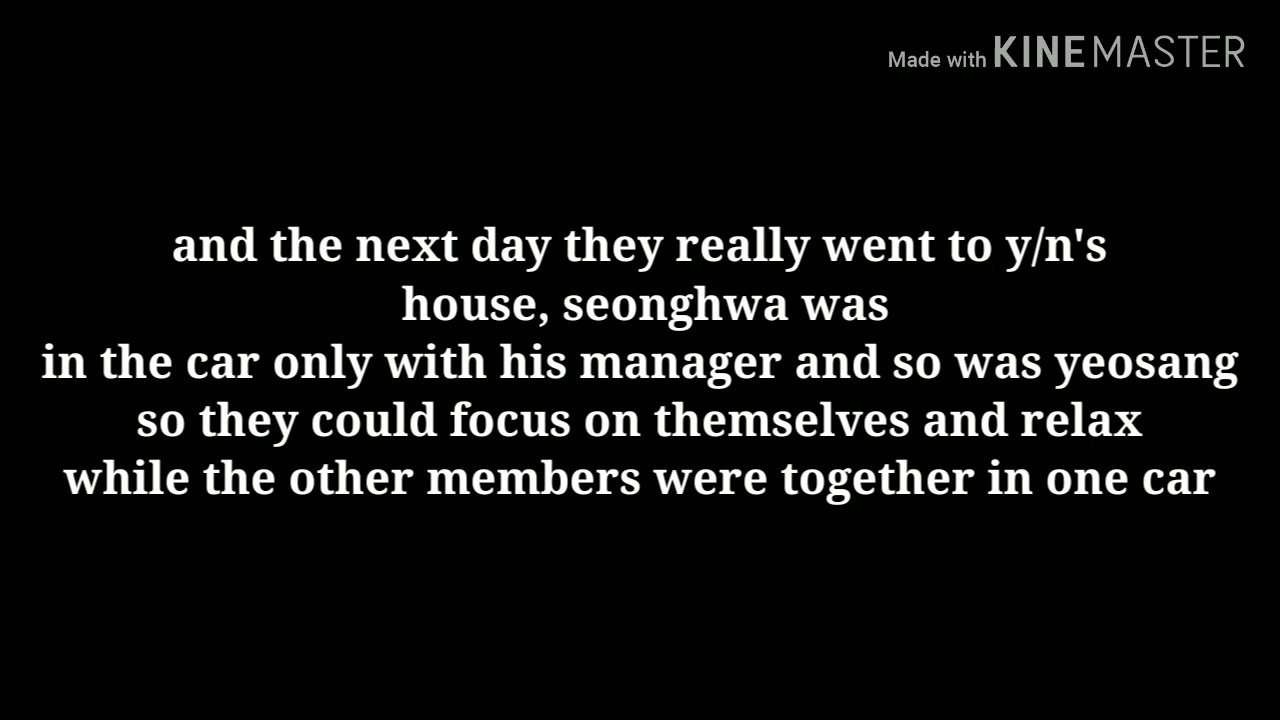 Made with KINEMASTER
and the next day they really went to y/n's
house, seonghwa was
in the car only with his manager and so was yeosang
so they could focus on themselves and relax
while the other members were together in one car